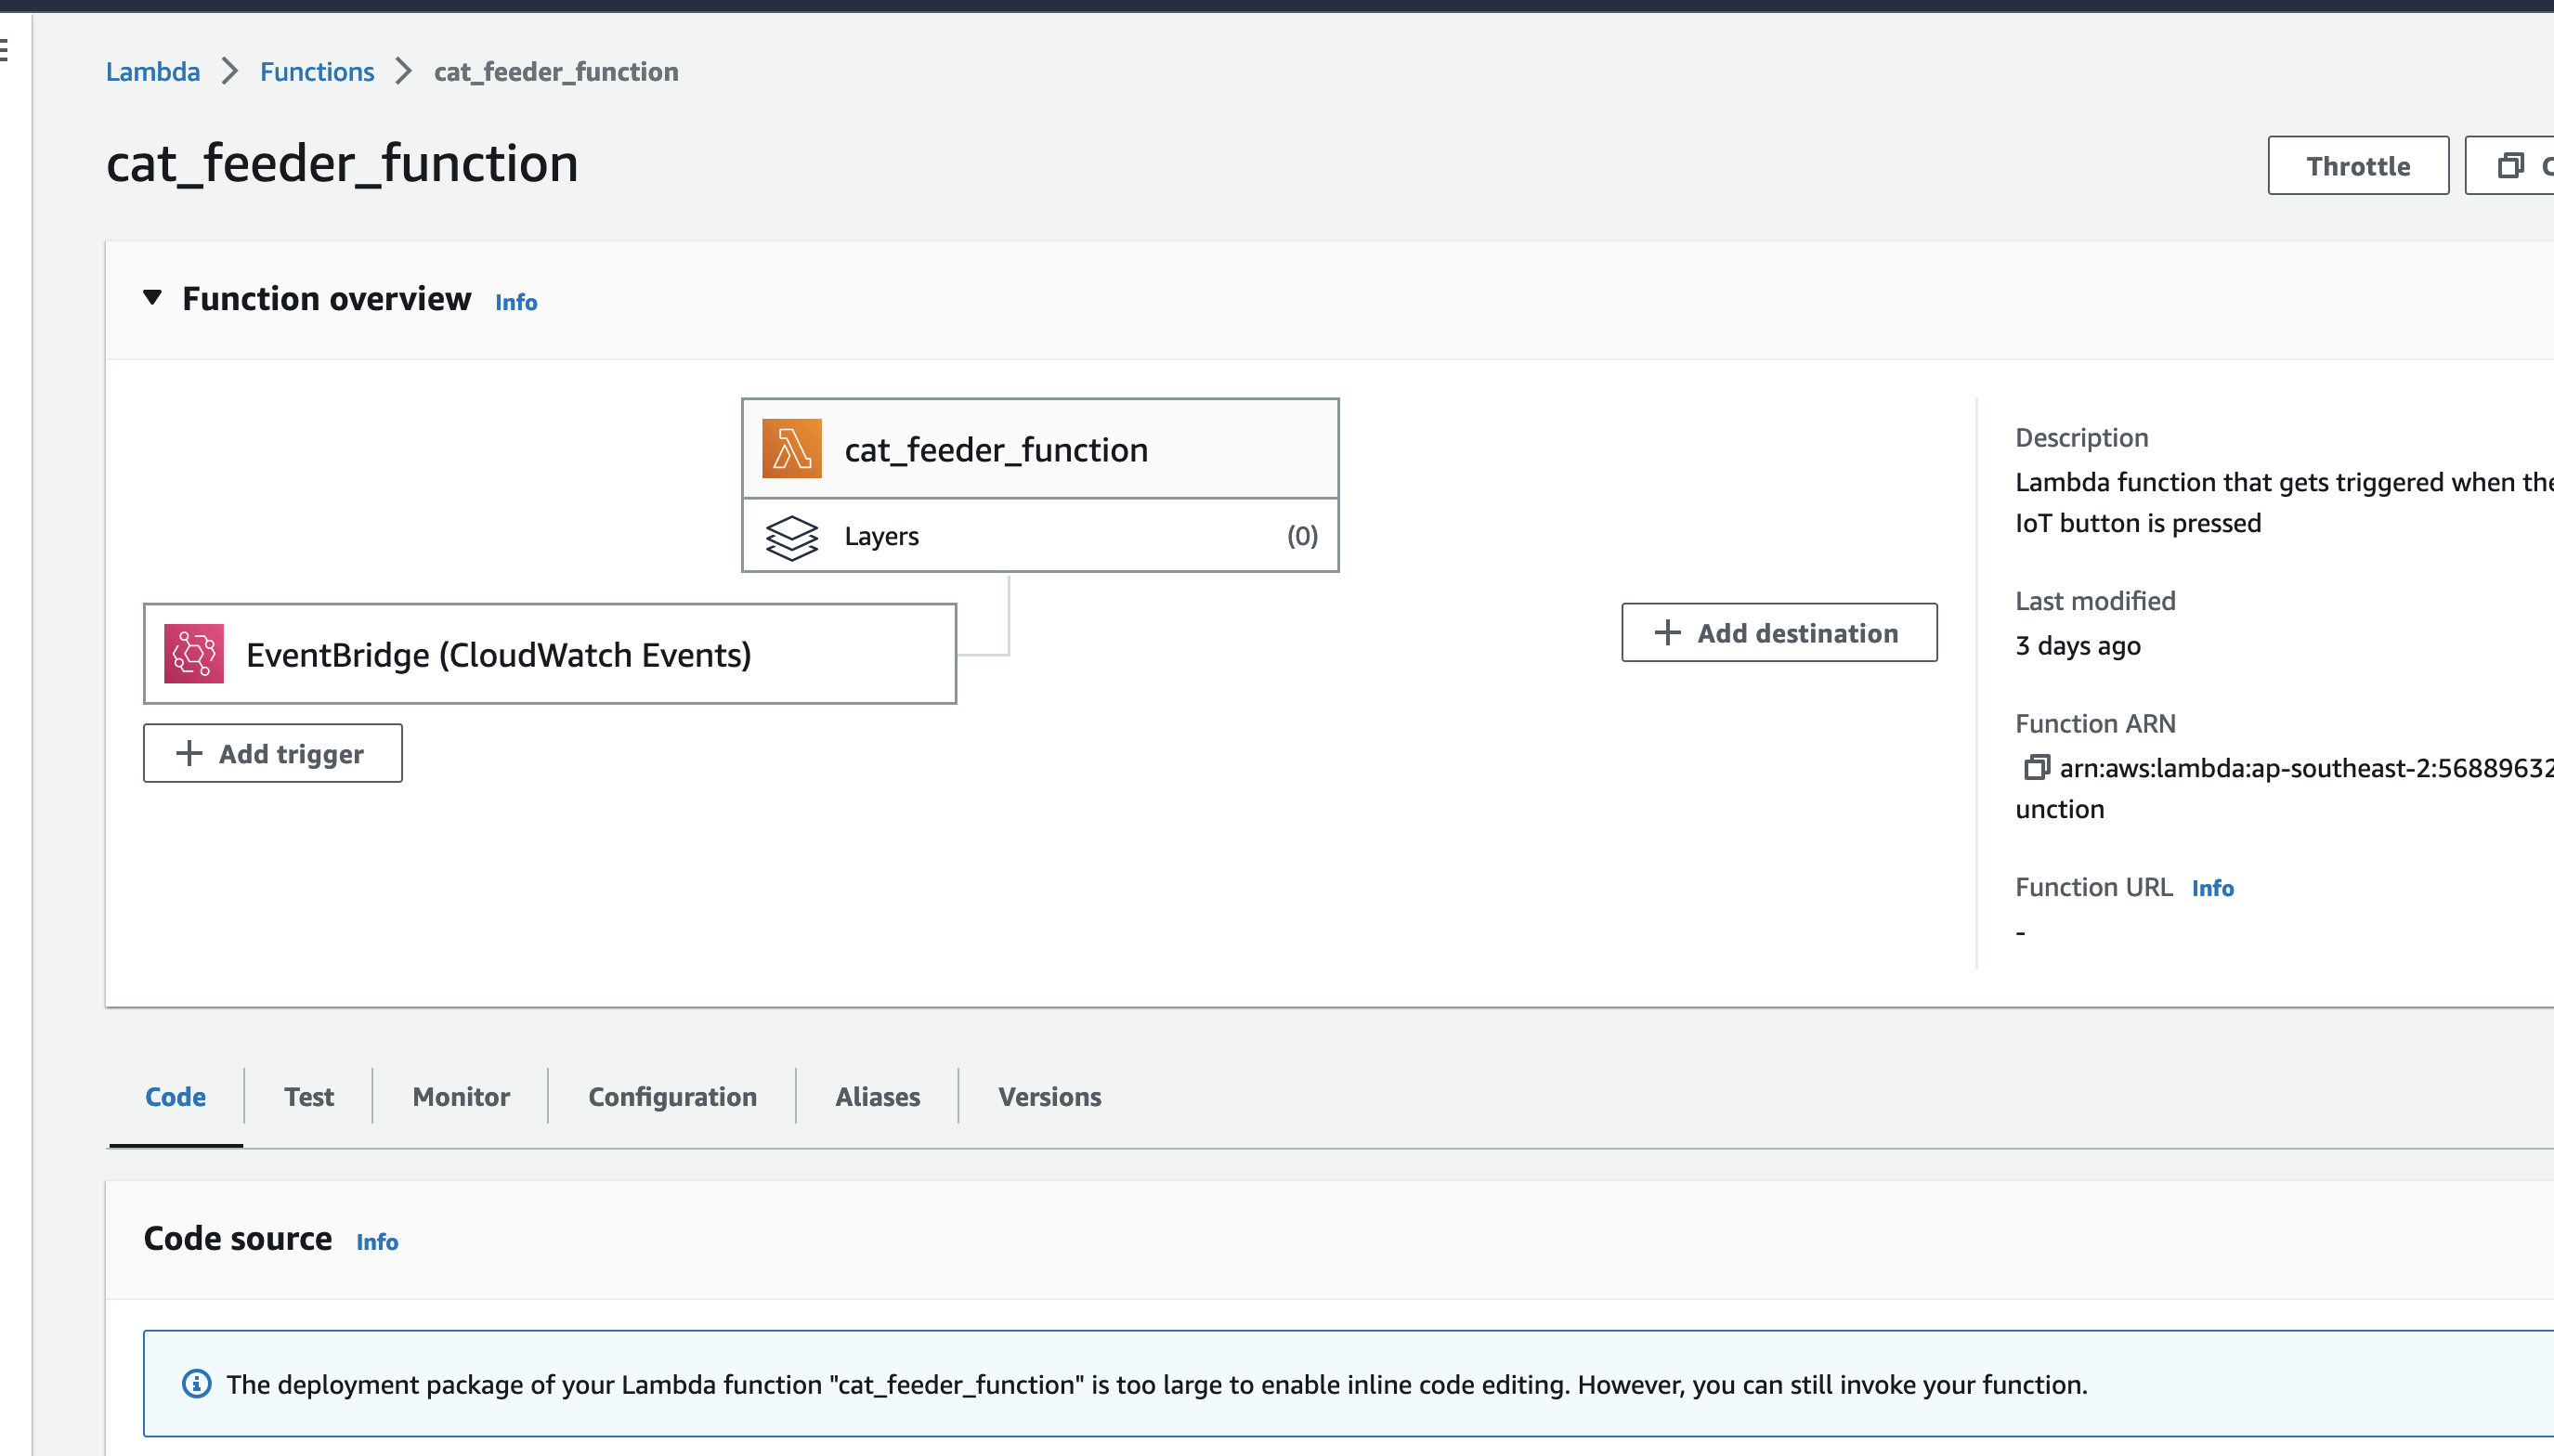 Lambda > Functions > cat_feeder_function
cat_feeder_function
Throttle
Function overview Info
cat_feeder_function
Layers (0)
EventBridge (CloudWatch Events)
+ Add trigger
+ Add destination
Description
Lambda function that gets triggered when the
IoT button is pressed
Last modified
3 days ago
Function ARN
arn:aws:lambda:ap-southeast-2:56889632
unction
Function URL Info
-
Code
Test
Monitor
Configuration
Aliases
Versions
Code source Info
The deployment package of your Lambda function "cat_feeder_function" is too large to enable inline code editing. However, you can still invoke your function.